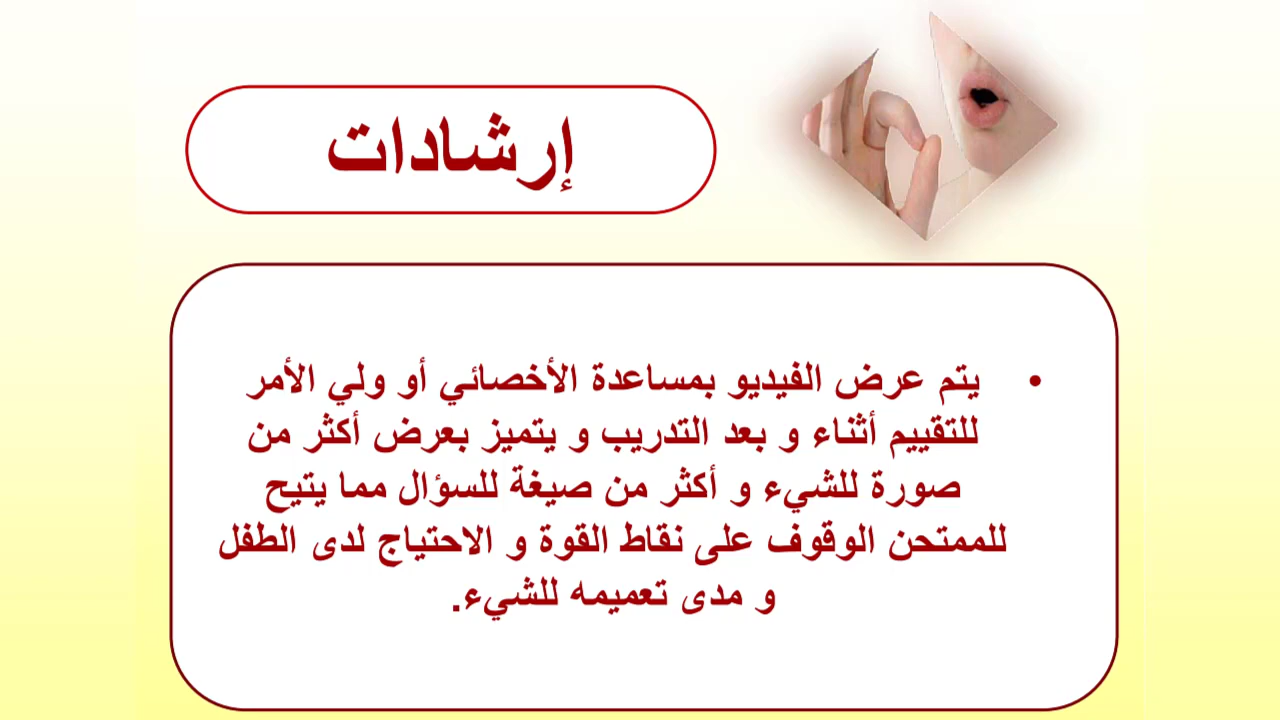 إرشادات
• يتم عرض الفيديو بمساعدة الأخصائي أو ولي الأمر
للتقييم أثناء و بعد التدريب و يتميز بعرض أكثر من
صورة للشيء و أكثر من صيغة للسؤال مما يتيح
للممتحن الوقوف على نقاط القوة و الاحتياج لدى الطفل
و مدى تعميمه للشيء.